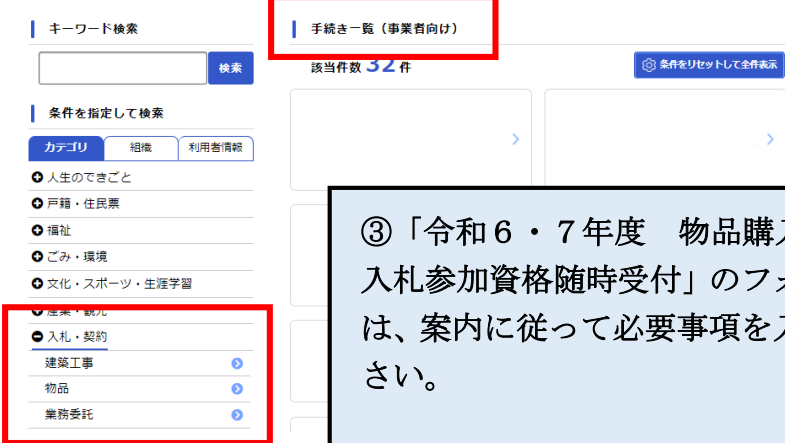 キーワード検索
検索
条件を指定して検索
カテゴリ
組織
利用者情報
人生のできごと
戸籍・住民票
福祉
ごみ・環境
文化・スポーツ・生涯学習
産業・観光
入札・契約
建築工事
物品
業務委託
手続き一覧（事業者向け）
該当件数 32 件
条件をリセットして全件表示
③「令和６・７年度　物品購入
入札参加資格随時受付」のフォ
は、案内に従って必要事項を入
さい。